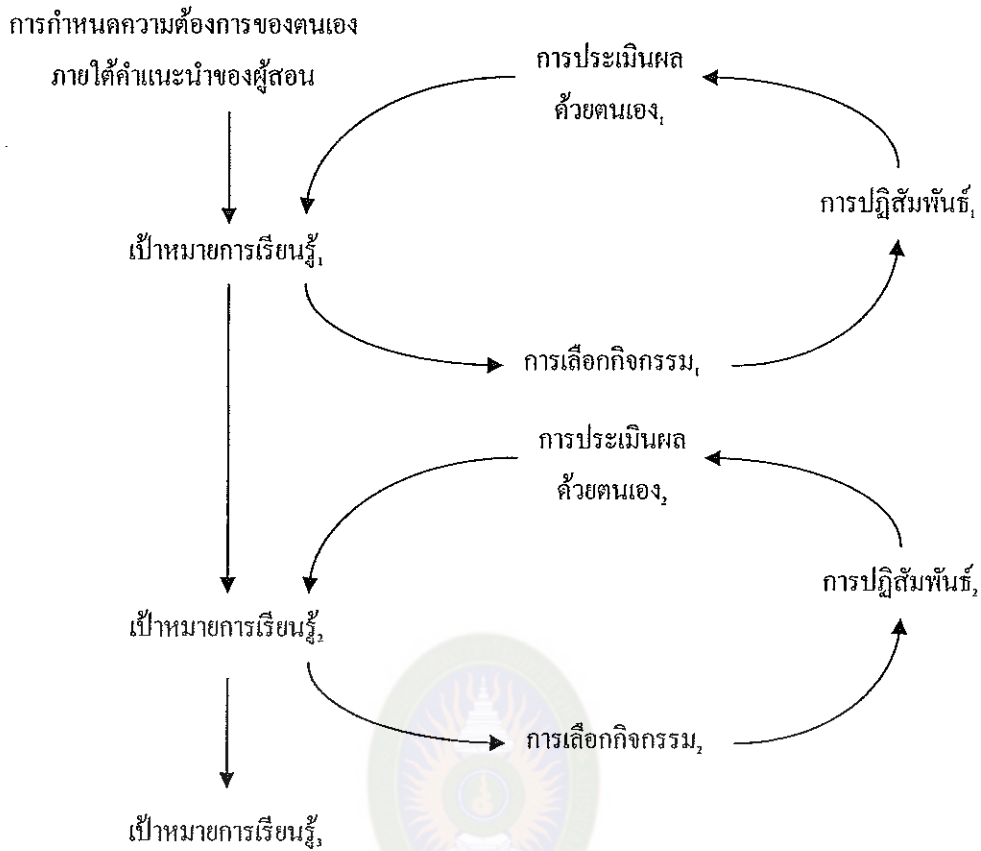 การกำหนดความต้องการของตนเอง
ภายใต้คำแนะนำของผู้สอน
การประเมินผล
ด้วยตนเอง₁
การปฏิสัมพันธ์₁
เป้าหมายการเรียนรู้₁
การเลือกกิจกรรม₁
การประเมินผล
ด้วยตนเอง₂
การปฏิสัมพันธ์₂
เป้าหมายการเรียนรู้₂
การเลือกกิจกรรม₂
เป้าหมายการเรียนรู้₃